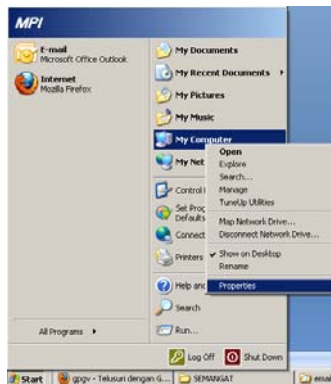 MPI
E-mail
Microsoft Office Outlook
Internet
Mozilla Firefox
All Programs
My Documents
My Recent Documents
My Pictures
My Music
My Computer
My Net
Control
Set Prog
Defaults
Connect
Printers
Help and
Search
Run...
Open
Explore
Search...
Manage
TuneUp Utilities
Map Network Drive...
Disconnect Network Drive...
Show on Desktop
Rename
Properties
Log Off
Shut Down
Start
gpgv - Telusuri dengan G...
SEMANGAT
email